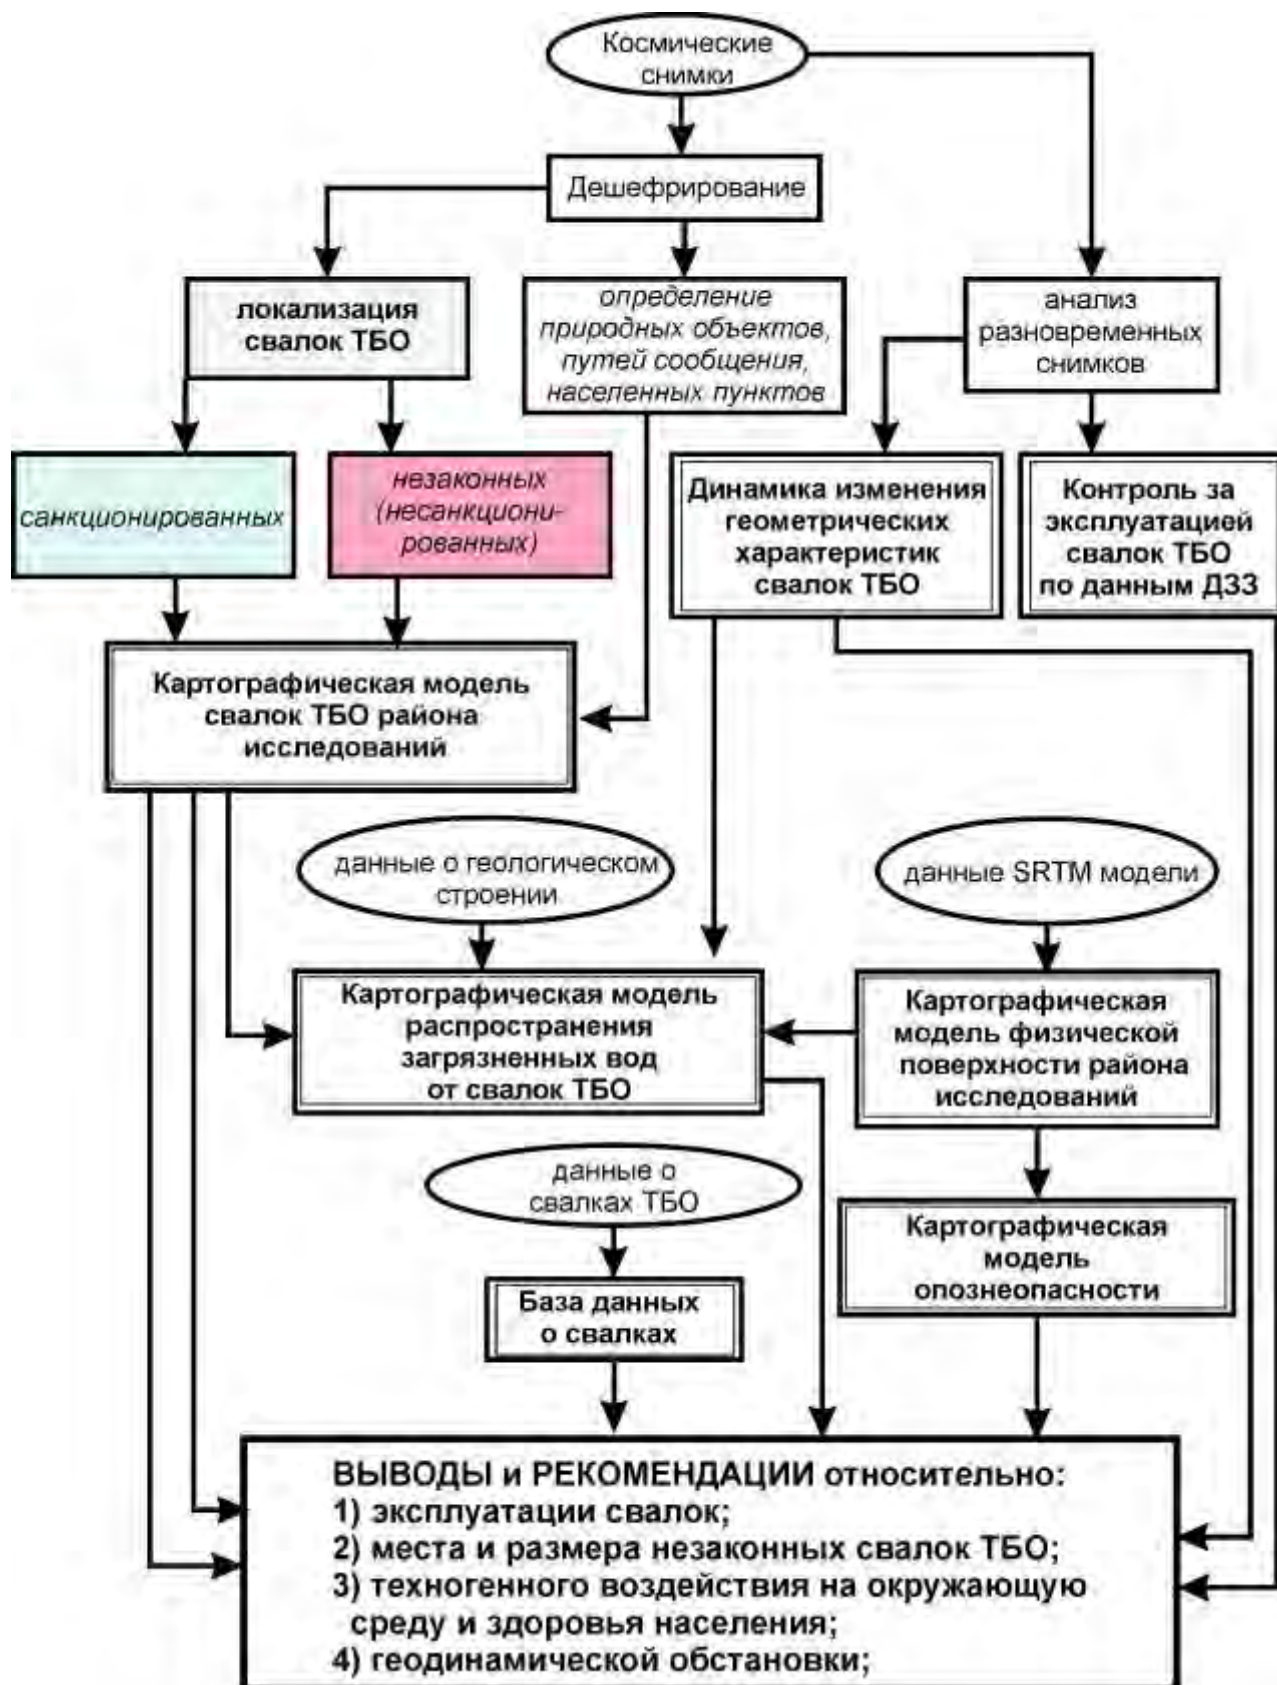 Космические
снимки
Дешефрирование
локализация
свалок ТБО
определение
природных объектов,
путей сообщения,
населенных пунктов
анализ
разновременных
снимков
санкционированных
незаконных
(несанкциони-
рованных)
Динамика изменения
геометрических
характеристик
свалок ТБО
Контроль за
эксплуатацией
свалок ТБО
по данным ДЗЗ
Картографическая модель
свалок ТБО района
исследований
данные о геологическом
строении
данные SRTM модели
Картографическая модель
распространения
загрязненных вод
от свалок ТБО
Картографическая
модель физической
поверхности района
исследований
данные о
свалках ТБО
Картографическая
модель
опознеопасности
База данных
о свалках
ВЫВОДЫ и РЕКОМЕНДАЦИИ относительно:
1) эксплуатации свалок;
2) места и размера незаконных свалок ТБО;
3) техногенного воздействия на окружающую
среду и здоровья населения;
4) геодинамической обстановки;